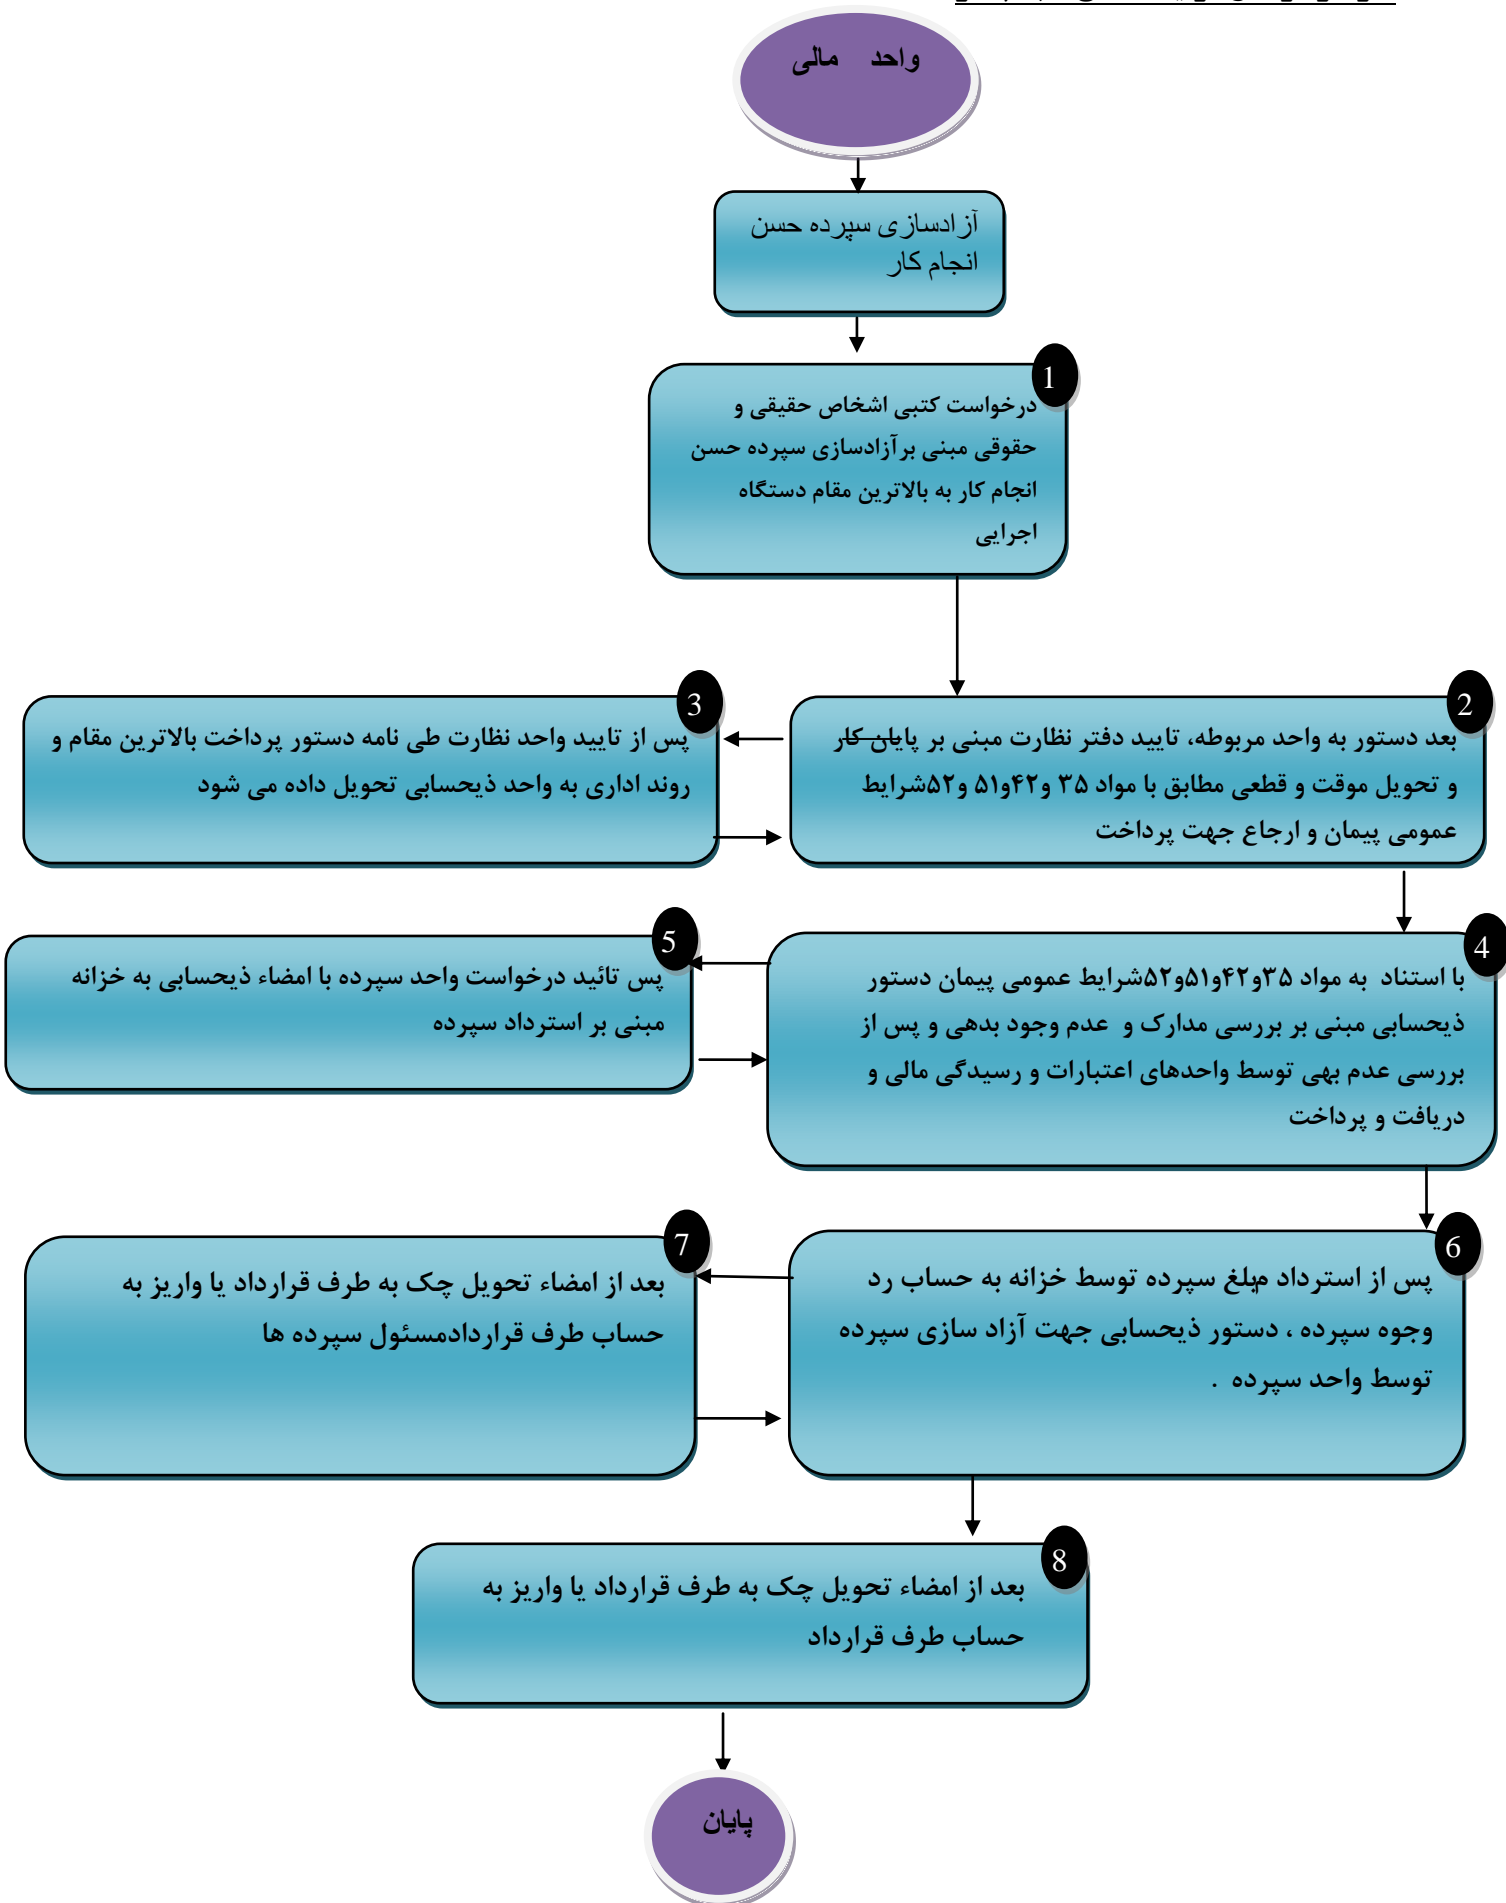 واحد مالی
آزادسازی سپرده حسن
انجام کار
1
درخواست کتبی اشخاص حقیقی و
حقوقی مبنی برآزادسازی سپرده حسن
انجام کار به بالاترین مقام دستگاه
اجرایی
2
بعد دستور به واحد مربوطه، تایید دفتر نظارت مبنی بر پایان کار
و تحویل موقت و قطعی مطابق با مواد ۳۵ و۴۲و۵۱ و۵۲شرایط
عمومی پیمان و ارجاع جهت پرداخت
3
پس از تایید واحد نظارت طی نامه دستور پرداخت بالاترین مقام و
روند اداری به واحد ذیحسابی تحویل داده می شود
4
با استناد به مواد ۳۵و۴۲و۵۱و۵۲شرایط عمومی پیمان دستور
ذیحسابی مبنی بر بررسی مدارک و عدم وجود بدهی و پس از
بررسی عدم بهی توسط واحدهای اعتبارات و رسیدگی مالی و
دریافت و پرداخت
5
پس تائید درخواست واحد سپرده با امضاء ذیحسابی به خزانه
مبنی بر استرداد سپرده
6
پس از استرداد مبلغ سپرده توسط خزانه به حساب رد
وجوه سپرده ، دستور ذیحسابی جهت آزاد سازی سپرده
توسط واحد سپرده .
7
بعد از امضاء تحویل چک به طرف قرارداد یا واریز به
حساب طرف قراردادمسئول سپرده ها
8
بعد از امضاء تحویل چک به طرف قرارداد یا واریز به
حساب طرف قرارداد
پایان